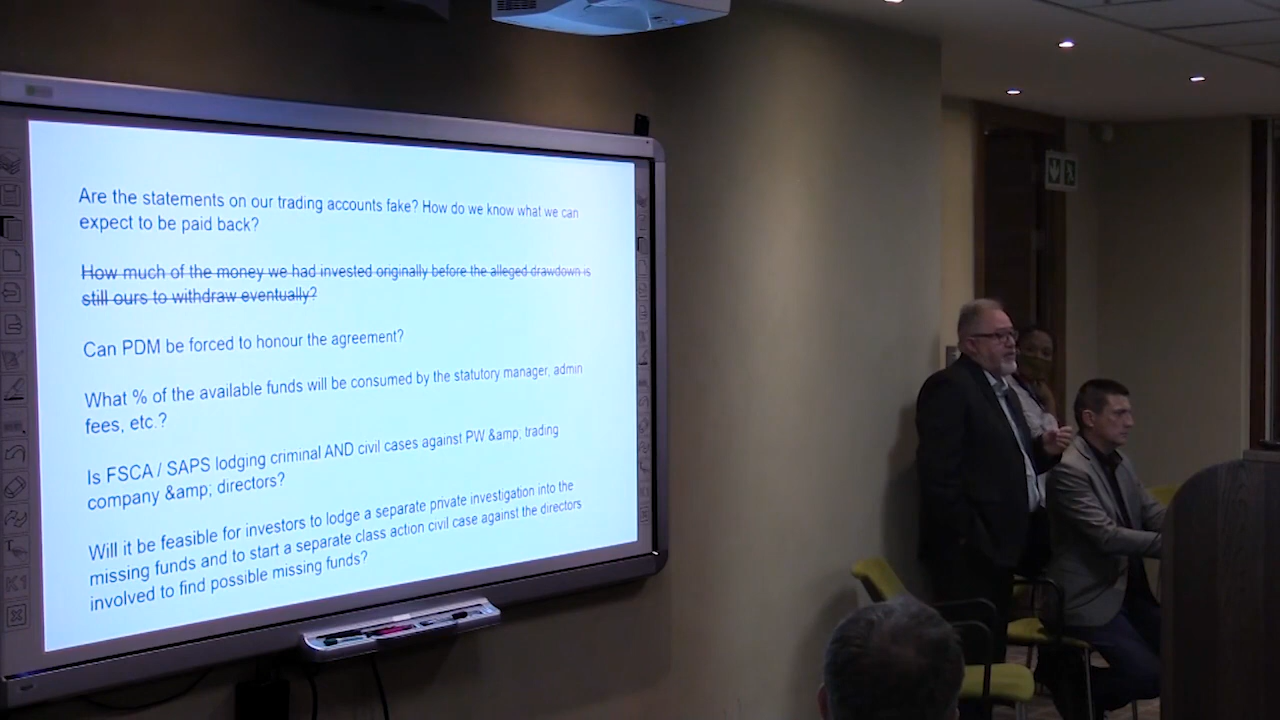 Are the statements on our trading accounts fake? How do we know what we can
expect to be paid back?
How much of the money we had invested originally before the alleged drawdown is
still ours to withdraw eventually?
Can PDM be forced to honour the agreement?
What % of the available funds will be consumed by the statutory manager, admin
fees, etc.?
Is FSCA / SAPS lodging criminal AND civil cases against PW &amp; trading
company &amp; directors?
Will it be feasible for investors to lodge a separate private investigation into the
missing funds and to start a separate class action civil case against the directors
involved to find possible missing funds?